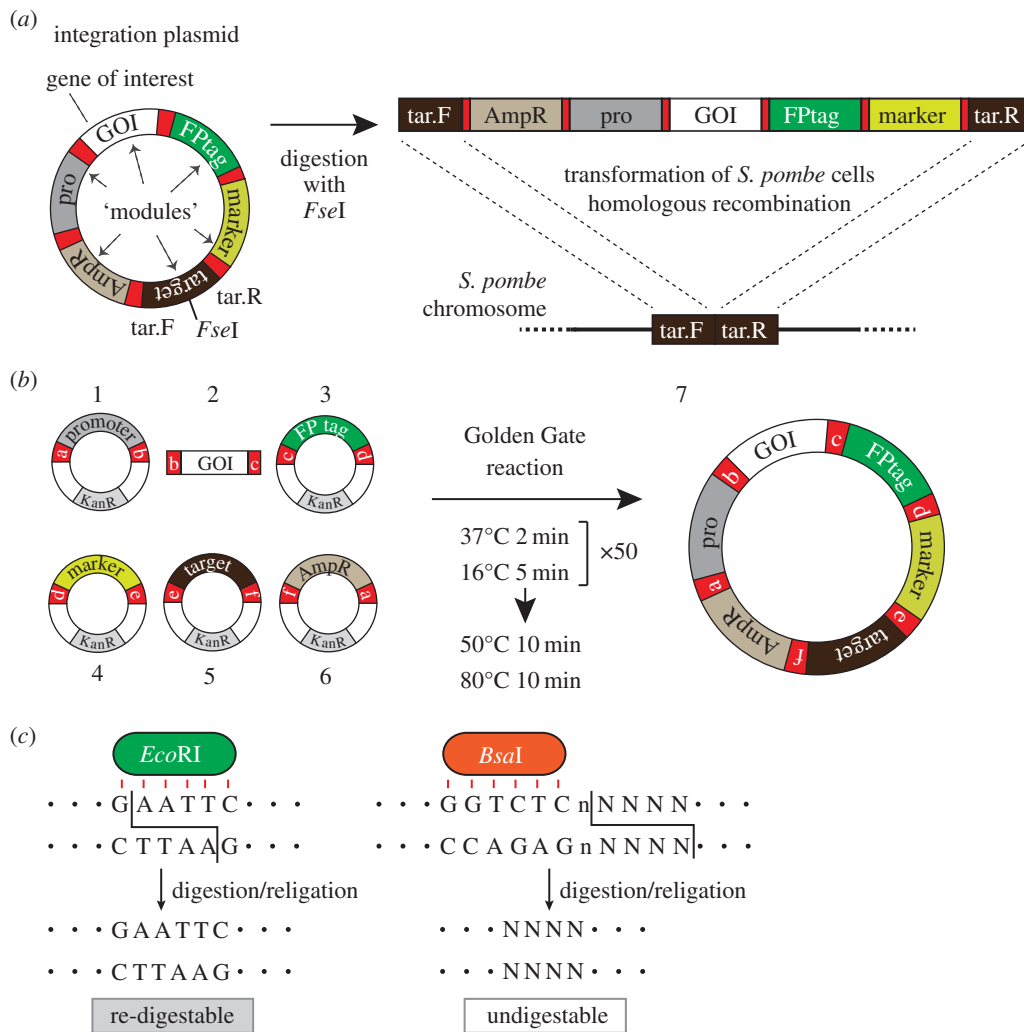 (a)
integration plasmid
gene of interest
GOI
FPtag
marker
target
AmpR
pro
'modules'
tar.R
tar.F
FseI
digestion
with
FseI
tar.F AmpR pro GOI FPtag marker tar.R
transformation of S. pombe cells
homologous recombination
S. pombe
chromosome
tar.F tar.R
(b)
1
a promoter b
KanR
2
b GOI c
3
c FP tag d
KanR
4
d marker e
KanR
5
e target f
KanR
6
f AmpR a
KanR
Golden Gate
reaction
37°C 2 min
16°C 5 min
×50
50°C 10 min
80°C 10 min
7
GOI
c
FPtag
d
marker
e
target
f
AmpR
a
pro
b
(c)
EcoRI
· · · G A A T T C · · ·
· · · C T T A A G · · ·
digestion/religation
· · · G A A T T C · · ·
· · · C T T A A G · · ·
re-digestable
BsaI
· · · G G T C T C n N N N N · · ·
· · · C C A G A G n N N N N · · ·
digestion/religation
· · · N N N N · · ·
· · · N N N N · · ·
undigestable